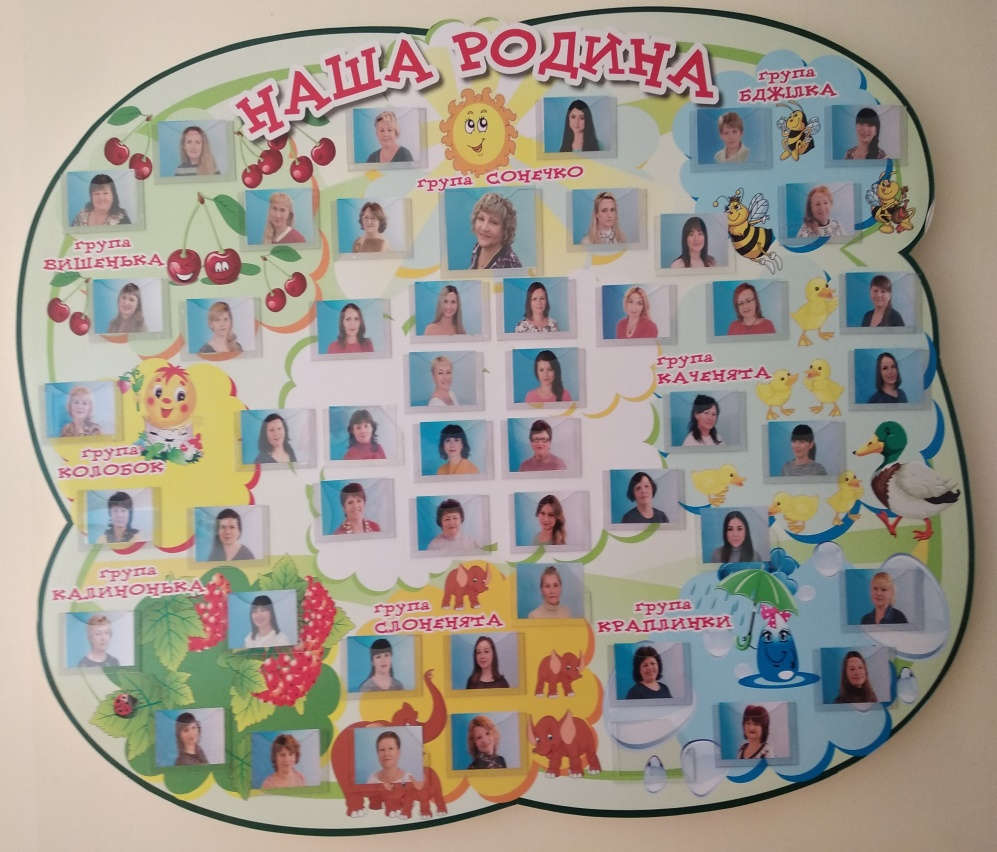 НАША РОДИНА
група
БДЖІЛКА
група СОНЕЧКО
група
ВИШЕНЬКА
група
КАЧЕНЯТА
група
КОЛОБОК
група
КАЛИНОНЬКА
група
СЛОНЕНЯТА
група
КРАПЛИНКИ